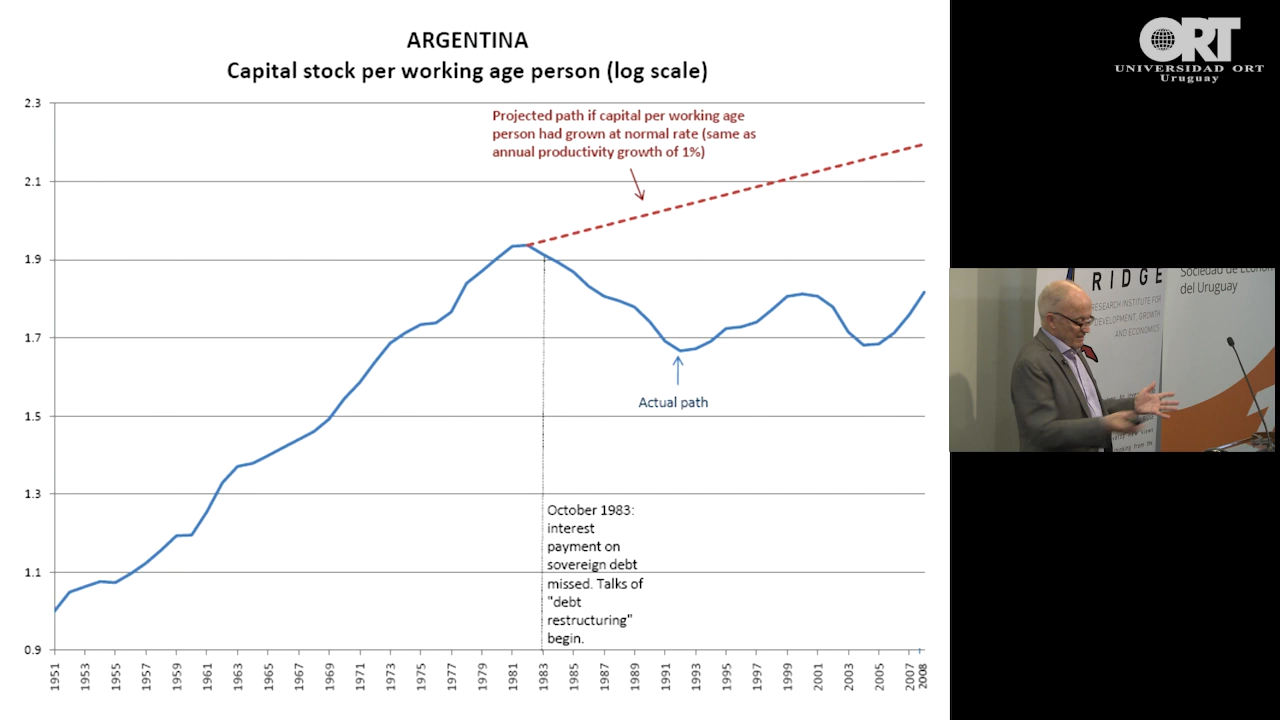 ARGENTINA
Capital stock per working age person (log scale)
2.3
2.1
1.9
1.7
1.5
1.3
1.1
0.9
Projected path if capital per working age
person had grown at normal rate (same as
annual productivity growth of 1%)
Actual path
October 1983:
interest
payment on
sovereign debt
missed. Talks of
"debt
restructuring"
begin.
1951
1953
1955
1957
1959
1961
1963
1965
1967
1969
1971
1973
1975
1977
1979
1981
1983
1985
1987
1989
1991
1993
1995
1997
1999
2001
2003
2005
2007
2008
ORT
UNIVERSIDAD ORT
Uruguay
RIDGE
RESEARCH INSTITUTE FOR
DEVELOPMENT, GROWTH
AND ECONOMICS
Sociedad de
del Uruguay